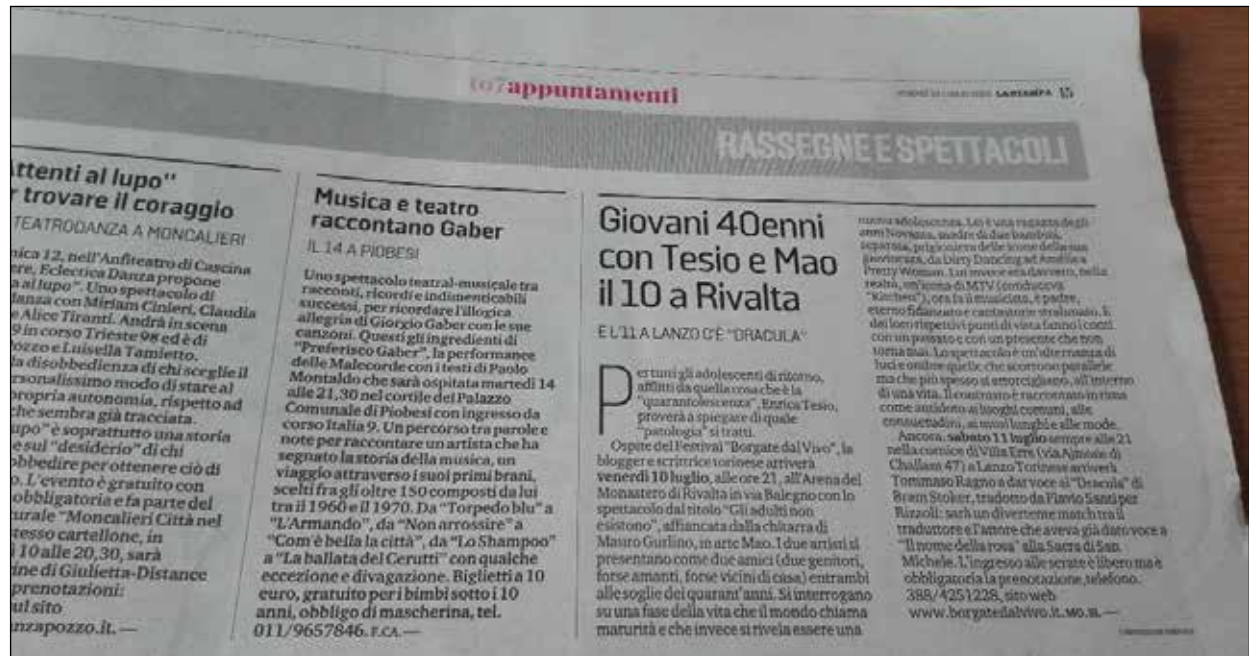 to7appuntamenti
LA STAMPA 45
RASSEGNE E SPETTACOLI
Attenti al lupo"
r trovare il coraggio
TEATRODANZA A MONCALIERI
nica 12, nell'Anfiteatro di Cascina
ere, Eclectica Danza propone
a al lupo". Uno spettacolo di
danza con Miriam Cinieri, Claudia
e Alice Tiranti. Andrà in scena
9 in corso Trieste 98 ed è di
ozzo e Luisella Tamietto.
la disobbedienza di chi sceglie il
rsonalissimo modo di stare al
propria autonomia, rispetto ad
che sembra già tracciata.
upo" è soprattutto una storia
e sul "desiderio" di chi
obbedire per ottenere ciò di
o. L'evento è gratuito con
obbligatoria e fa parte del
urale "Moncalieri Città nel
tesso cartellone, in
ì 10 alle 20,30, sarà
ine di Giulietta-Distance
prenotazioni:
ul sito
anzapozzo.it. —
Musica e teatro
raccontano Gaber
IL 14 A PIOBESI
Uno spettacolo teatral-musicale tra
racconti, ricordi e indimenticabili
successi, per ricordare l'illogica
allegria di Giorgio Gaber con le sue
canzoni. Questi gli ingredienti di
"Preferisco Gaber", la performance
delle Malecorde con i testi di Paolo
Montaldo che sarà ospitata martedì 14
alle 21,30 nel cortile del Palazzo
Comunale di Piobesi con ingresso da
corso Italia 9. Un percorso tra parole e
note per raccontare un artista che ha
segnato la storia della musica, un
viaggio attraverso i suoi primi brani,
scelti fra gli oltre 150 composti da lui
tra il 1960 e il 1970. Da "Torpedo blu" a
"L'Armando", da "Non arrossire" a
"Com'è bella la città", da "Lo Shampoo"
a "La ballata del Cerutti" con qualche
eccezione e divagazione. Biglietti a 10
euro, gratuito per i bimbi sotto i 10
anni, obbligo di mascherina, tel.
011/9657846. F.CA. —
Giovani 40enni
con Tesio e Mao
il 10 a Rivalta
E L'11 A LANZO C'È "DRACULA"
Per tutti gli adolescenti di ritorno,
afflitti da quella cosa che è la
"quarantolescenza", Enrica Tesio,
proverà a spiegare di quale
"patologia" si tratti.
Ospite del Festival "Borgate dal Vivo", la
blogger e scrittrice torinese arriverà
venerdì 10 luglio, alle ore 21, all'Arena del
Monastero di Rivalta in via Balegno con lo
spettacolo dal titolo "Gli adulti non
esistono", affiancata dalla chitarra di
Mauro Gurlino, in arte Mao. I due artisti si
presentano come due amici (due genitori,
forse amanti, forse vicini di casa) entrambi
alle soglie dei quarant'anni. Si interrogano
su una fase della vita che il mondo chiama
maturità e che invece si rivela essere una
nuova adolescenza. Lei è una ragazza degli
anni Novanta, madre di due bambini,
separata, prigioniera delle icone della sua
giovinezza, da Dirty Dancing ad Amélie a
Pretty Woman. Lui invece era davvero, nella
realtà, un'icona di MTV (conduceva
"Kitchen"), ora fa il musicista, è padre,
eterno fidanzato e cantautore stralunato. E
dai loro rispettivi punti di vista fanno i conti
con un passato e con un presente che non
torna mai. Lo spettacolo è un'alternanza di
luci e ombre quelle che scorrono parallele
ma che più spesso si attorcigliano, all'interno
di una vita. Il contrasto è raccontato in rima
come antidoto ai luoghi comuni, alle
consuetudini, ai musi lunghi e alle mode.
Ancora, sabato 11 luglio sempre alle 21
nella cornice di Villa Erre (via Ajmone di
Challam 47) a Lanzo Torinese arriverà
Tommaso Ragno a dar voce al "Dracula" di
Bram Stoker, tradotto da Flavio Santi per
Rizzoli: sarà un divertente match tra il
traduttore e l'attore che aveva già dato voce a
"Il nome della rosa" alla Sacra di San
Michele. L'ingresso alle serate è libero ma è
obbligatoria la prenotazione, telefono.
388/4251228, sito web
www.borgatedalvivo.it. MO.SI. —